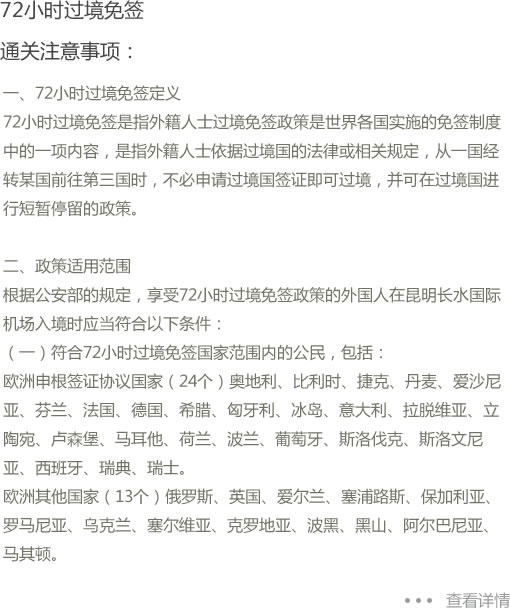 72小时过境免签
通关注意事项：
一、72小时过境免签定义
72小时过境免签是指外籍人士过境免签政策是世界各国实施的免签制度
中的一项内容，是指外籍人士依据过境国的法律或相关规定，从一国经
转某国前往第三国时，不必申请过境国签证即可过境，并可在过境国进
行短暂停留的政策。
二、政策适用范围
根据公安部的规定，享受72小时过境免签政策的外国人在昆明长水国际
机场入境时应当符合以下条件：
（一）符合72小时过境免签国家范围内的公民，包括：
欧洲申根签证协议国家（24个）奥地利、比利时、捷克、丹麦、爱沙尼
亚、芬兰、法国、德国、希腊、匈牙利、冰岛、意大利、拉脱维亚、立
陶宛、卢森堡、马耳他、荷兰、波兰、葡萄牙、斯洛伐克、斯洛文尼
亚、西班牙、瑞典、瑞士。
欧洲其他国家（13个）俄罗斯、英国、爱尔兰、塞浦路斯、保加利亚、
罗马尼亚、乌克兰、塞尔维亚、克罗地亚、波黑、黑山、阿尔巴尼亚、
马其顿。
••• 查看详情